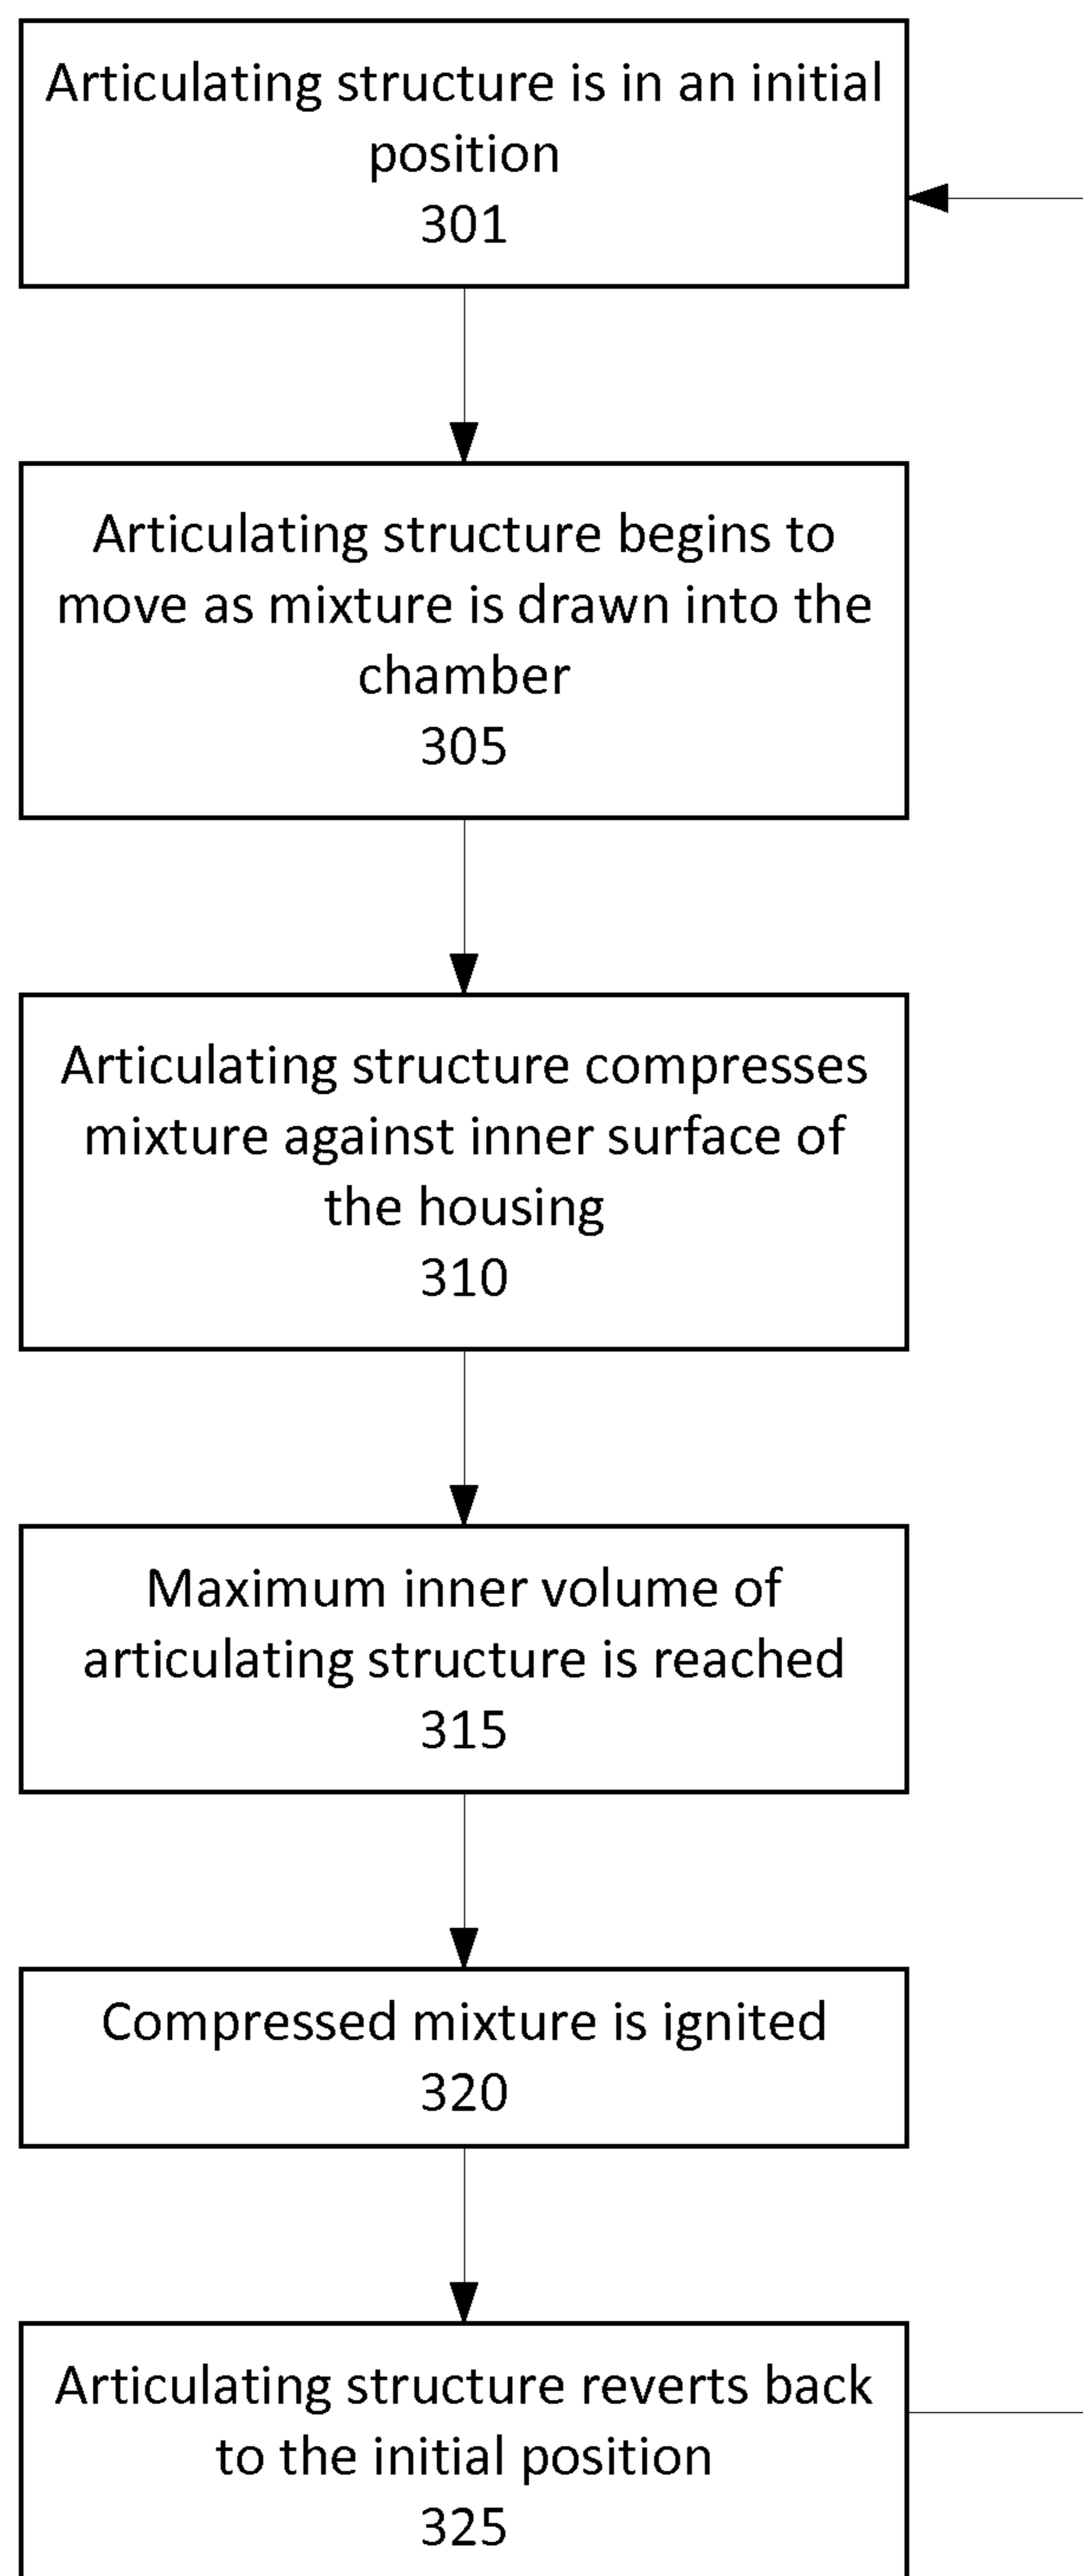 Articulating structure is in an initial
position
301
Articulating structure begins to
move as mixture is drawn into the
chamber
305
Articulating structure compresses
mixture against inner surface of
the housing
310
Maximum inner volume of
articulating structure is reached
315
Compressed mixture is ignited
320
Articulating structure reverts back
to the initial position
325